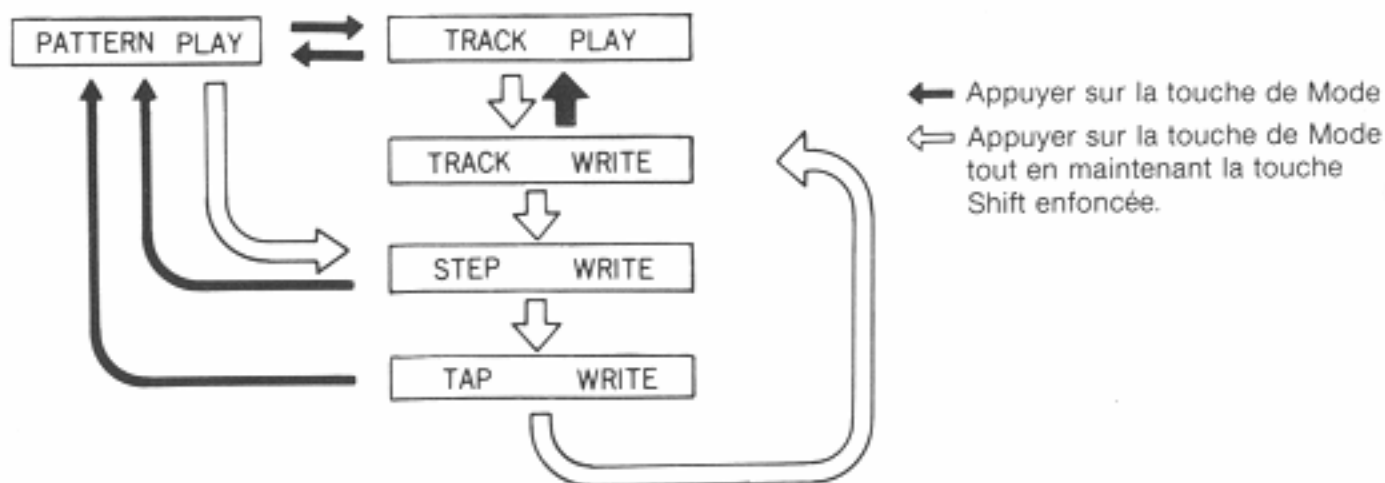 PATTERN PLAY
TRACK PLAY
TRACK WRITE
STEP WRITE
TAP WRITE
Appuyer sur la touche de Mode
Appuyer sur la touche de Mode
tout en maintenant la touche
Shift enfoncée.